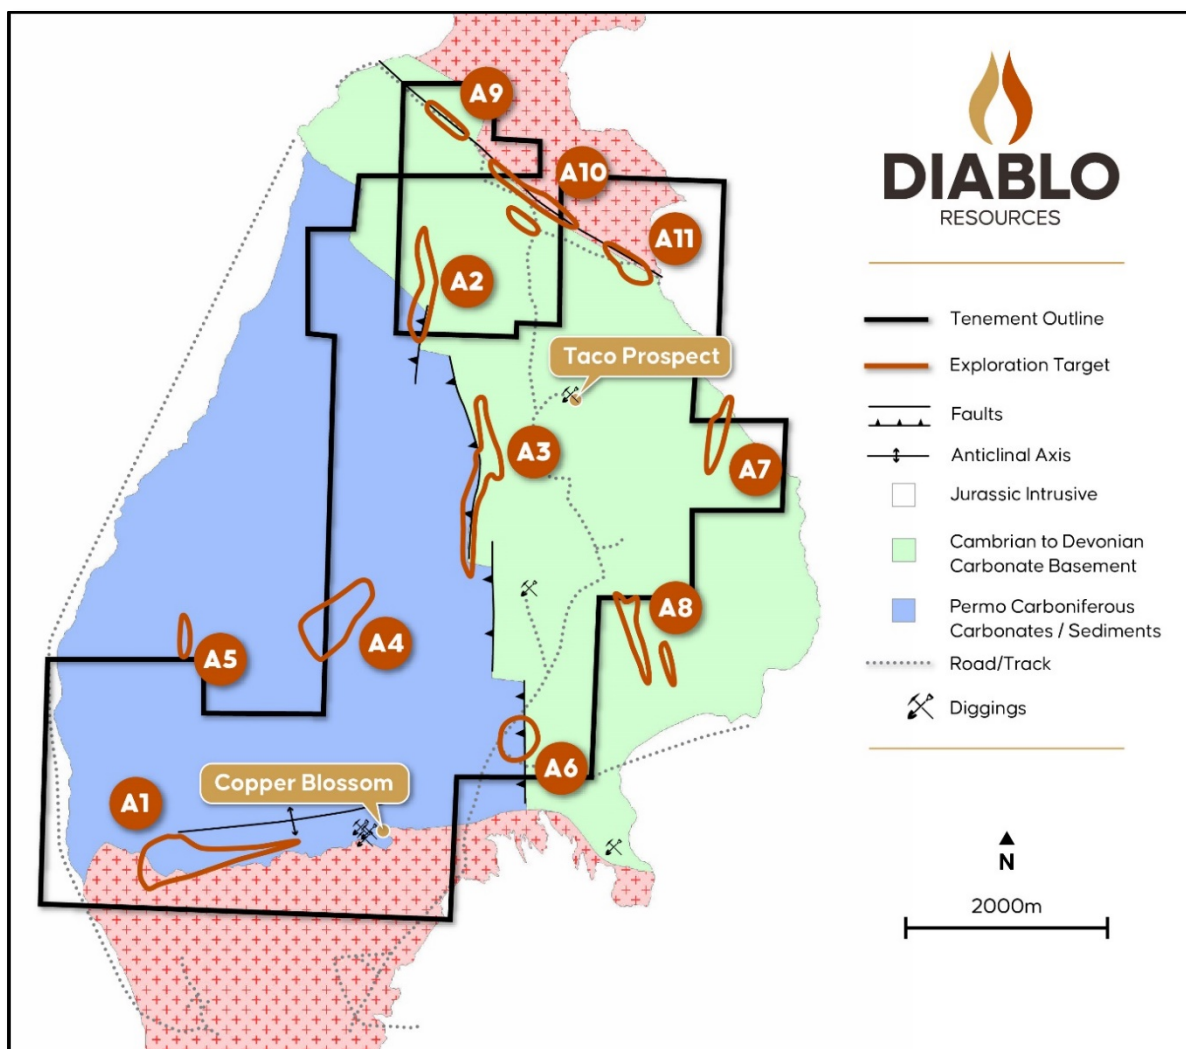 A9
A10
A11
A2
Taco Prospect
A3
A7
A8
A4
A5
A6
Copper Blossom
A1
DIABLO
RESOURCES
Tenement Outline
Exploration Target
Faults
Anticlinal Axis
Jurassic Intrusive
Cambrian to Devonian
Carbonate Basement
Permo Carboniferous
Carbonates / Sediments
Road/Track
Diggings
N
2000m